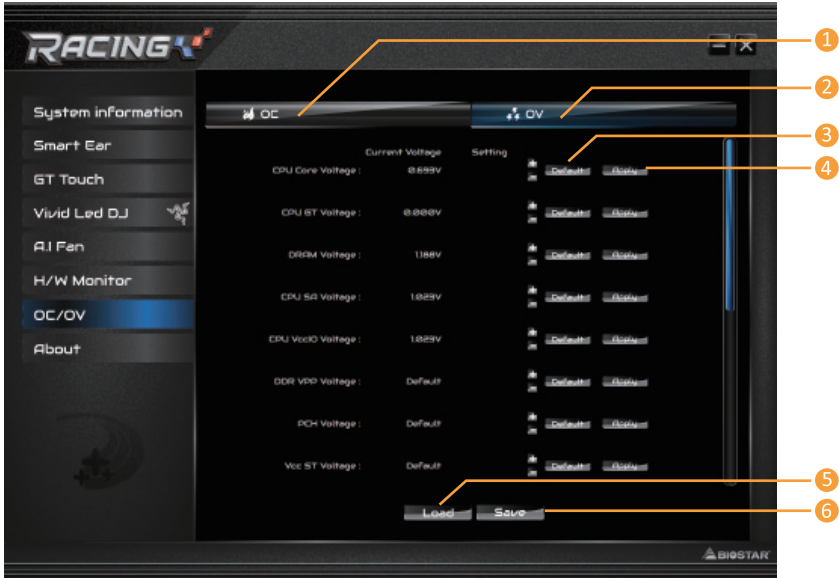 RACING
1
2
3
4
5
6
System information
Smart Ear
GT Touch
Vivid Led DJ
A.I Fan
H/W Monitor
OC/OV
About
OC
OV
Current Voltage Setting
CPU Core Voltage : 0.693V Default Apply
CPU GT Voltage : 0.000V Default Apply
DRAM Voltage : 1.188V Default Apply
CPU SA Voltage : 1.029V Default Apply
CPU VccIO Voltage : 1.029V Default Apply
DDR VPP Voltage : Default Default Apply
PCH Voltage : Default Default Apply
Vcc ST Voltage : Default Default Apply
Load Save
BIOSTAR